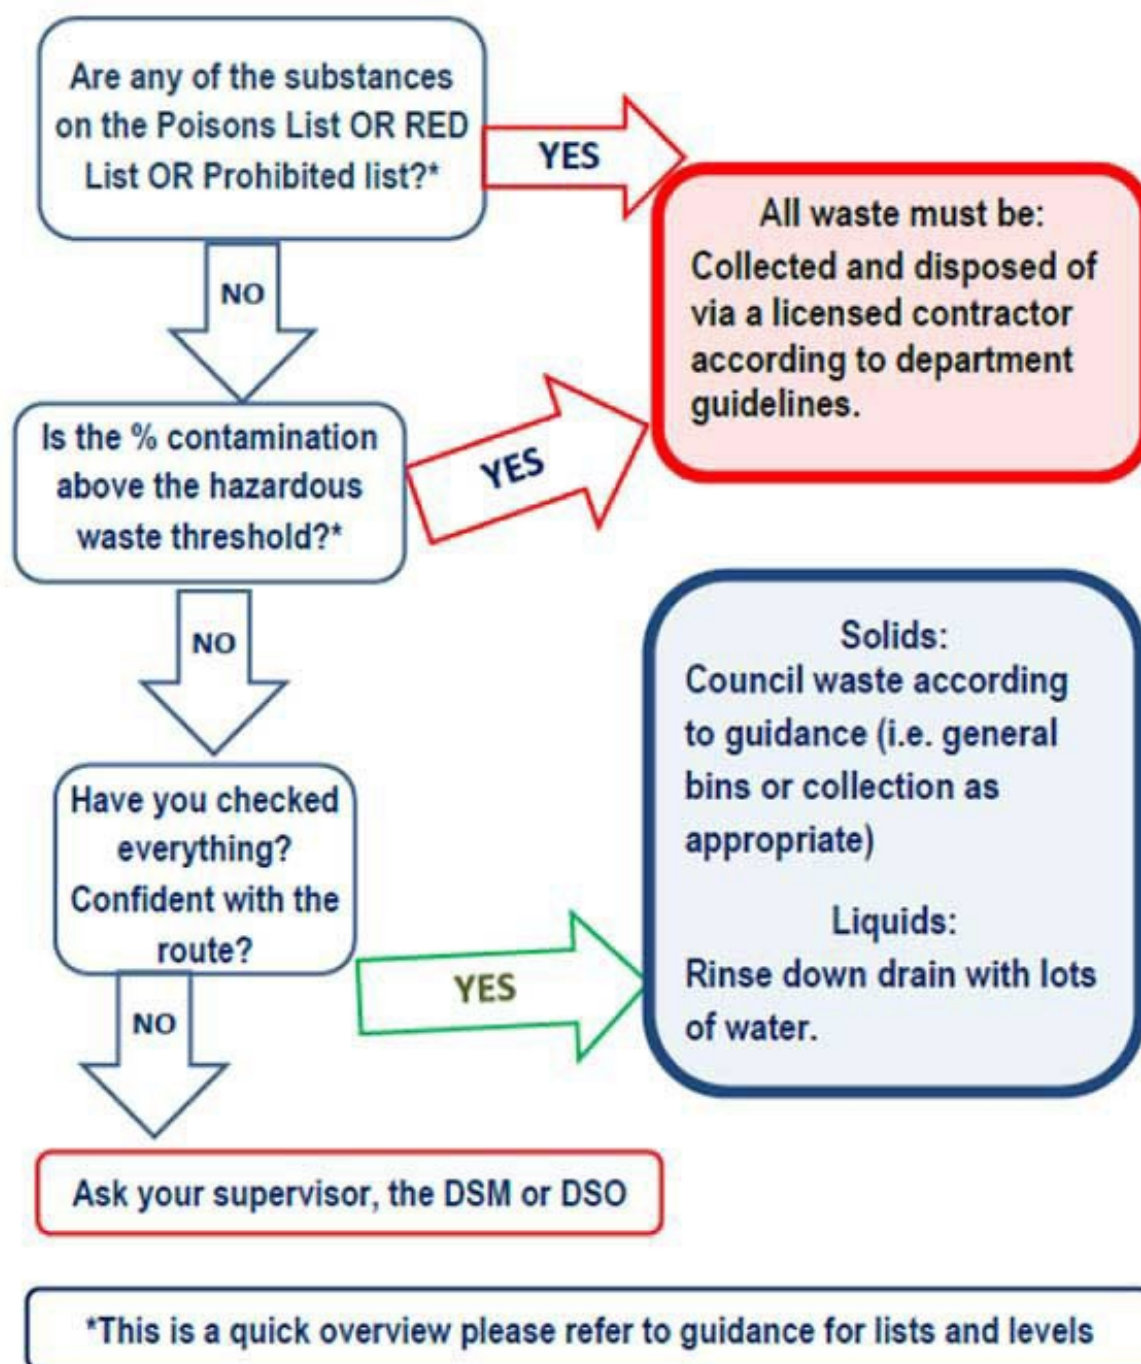 Are any of the substances
on the Poisons List OR RED
List OR Prohibited list?*
YES
All waste must be:
Collected and disposed of
via a licensed contractor
according to department
guidelines.
NO
Is the % contamination
above the hazardous
waste threshold?*
YES
NO
Have you checked
everything?
Confident with the
route?
YES
Solids:
Council waste according
to guidance (i.e. general
bins or collection as
appropriate)
Liquids:
Rinse down drain with lots
of water.
NO
Ask your supervisor, the DSM or DSO
*This is a quick overview please refer to guidance for lists and levels